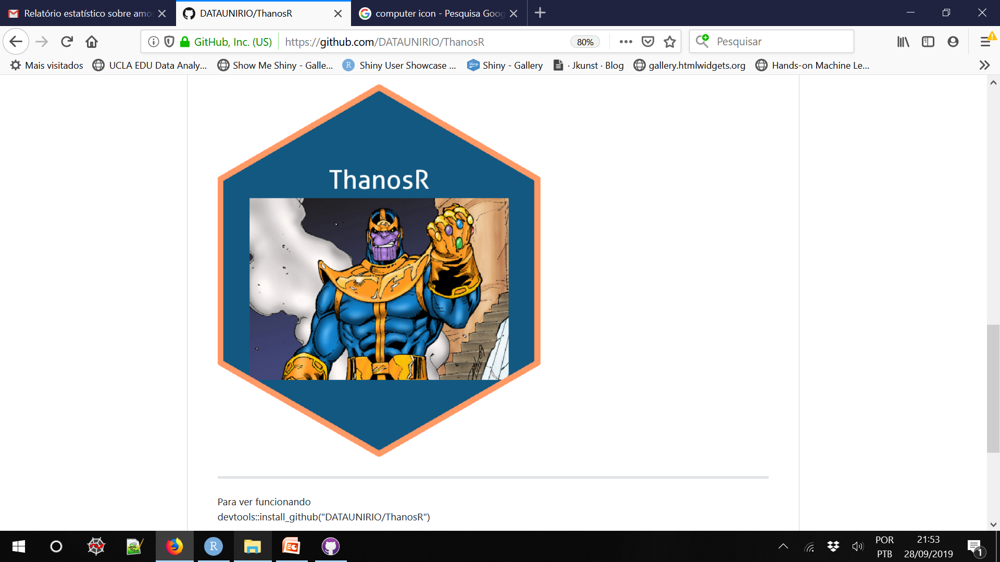 Relatório estatístico sobre amo
DATAUNIRIO/ThanosR
computer icon - Pesquisa Goog
GitHub, Inc. (US)
https://github.com/DATAUNIRIO/ThanosR
80%
Pesquisar
Mais visitados
UCLA EDU Data Analy...
Show Me Shiny - Galle...
R
Shiny User Showcase ...
Shiny
Shiny - Gallery
· Jkunst · Blog
gallery.htmlwidgets.org
Hands-on Machine Le...
ThanosR
Para ver funcionando
devtools::install_github("DATAUNIRIO/ThanosR")
R
POR
PTB
21:53
28/09/2019
1